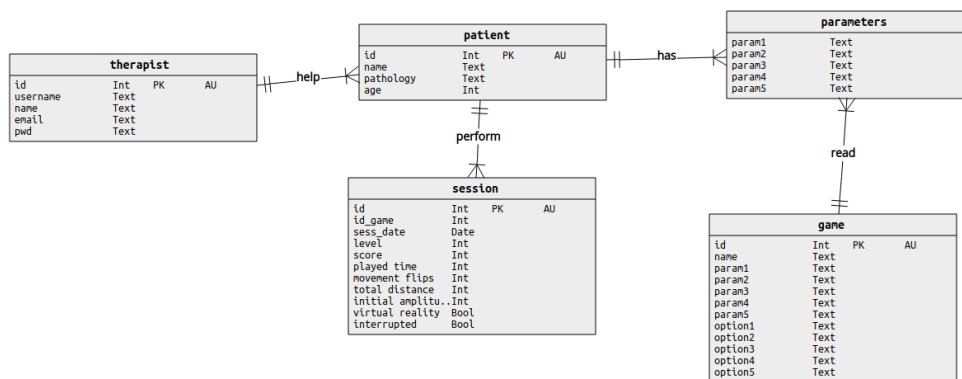 therapist
id Int PK AU
username Text
name Text
email Text
pwd Text
help
patient
id Int PK AU
name Text
pathology Text
age Int
has
parameters
param1 Text
param2 Text
param3 Text
param4 Text
param5 Text
perform
read
session
id Int PK AU
id_game Int
sess_date Date
level Int
score Int
played time Int
movement flips Int
total distance Int
initial amplitu..Int
virtual reality Bool
interrupted Bool
game
id Int PK AU
name Text
param1 Text
param2 Text
param3 Text
param4 Text
param5 Text
option1 Text
option2 Text
option3 Text
option4 Text
option5 Text